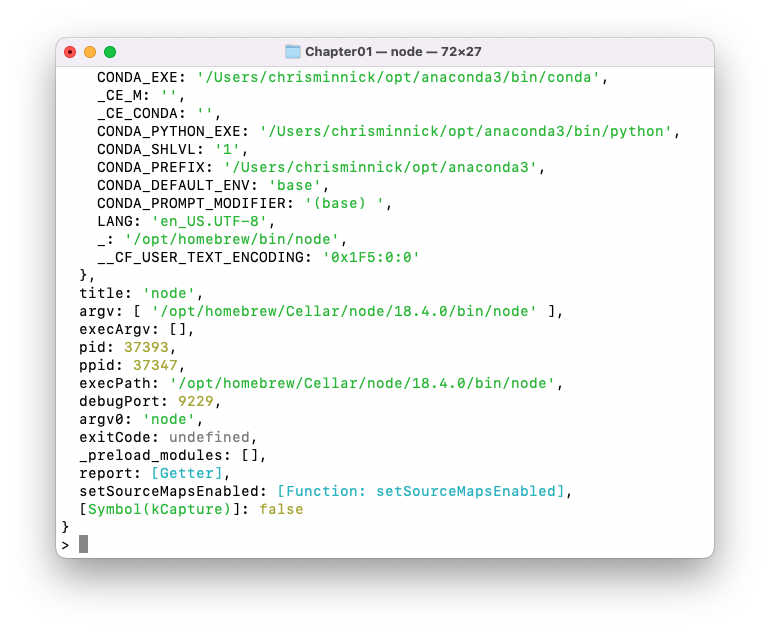 Chapter01 — node — 72×27
CONDA_EXE: '/Users/chrisminnick/opt/anaconda3/bin/conda',
_CE_M: '',
_CE_CONDA: '',
CONDA_PYTHON_EXE: '/Users/chrisminnick/opt/anaconda3/bin/python',
CONDA_SHLVL: '1',
CONDA_PREFIX: '/Users/chrisminnick/opt/anaconda3',
CONDA_DEFAULT_ENV: 'base',
CONDA_PROMPT_MODIFIER: '(base) ',
LANG: 'en_US.UTF-8',
_: '/opt/homebrew/bin/node',
__CF_USER_TEXT_ENCODING: '0x1F5:0:0'
},
title: 'node',
argv: [ '/opt/homebrew/Cellar/node/18.4.0/bin/node' ],
execArgv: [],
pid: 37393,
ppid: 37347,
execPath: '/opt/homebrew/Cellar/node/18.4.0/bin/node',
debugPort: 9229,
argv0: 'node',
exitCode: undefined,
_preload_modules: [],
report: [Getter],
setSourceMapsEnabled: [Function: setSourceMapsEnabled],
[Symbol(kCapture)]: false
}
>